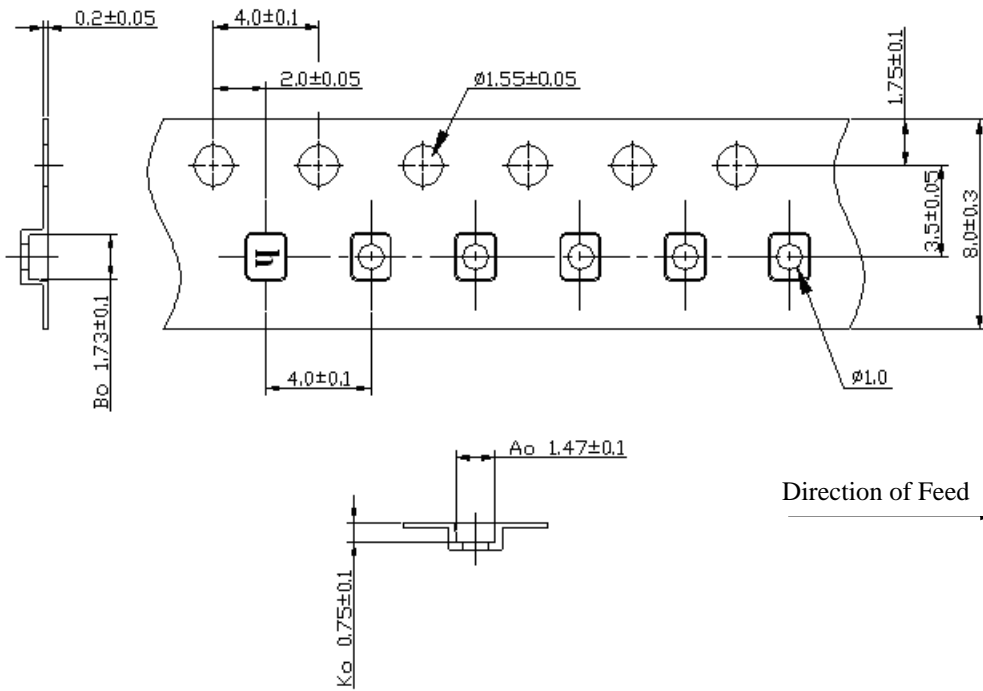 0.2±0.05
4.0±0.1
2.0±0.05
Ø1.55±0.05
1.75±0.1
3.5±0.05
8.0±0.3
h
Bo 1.73±0.1
4.0±0.1
Ø1.0
Ao 1.47±0.1
Direction of Feed
Ko 0.75±0.1